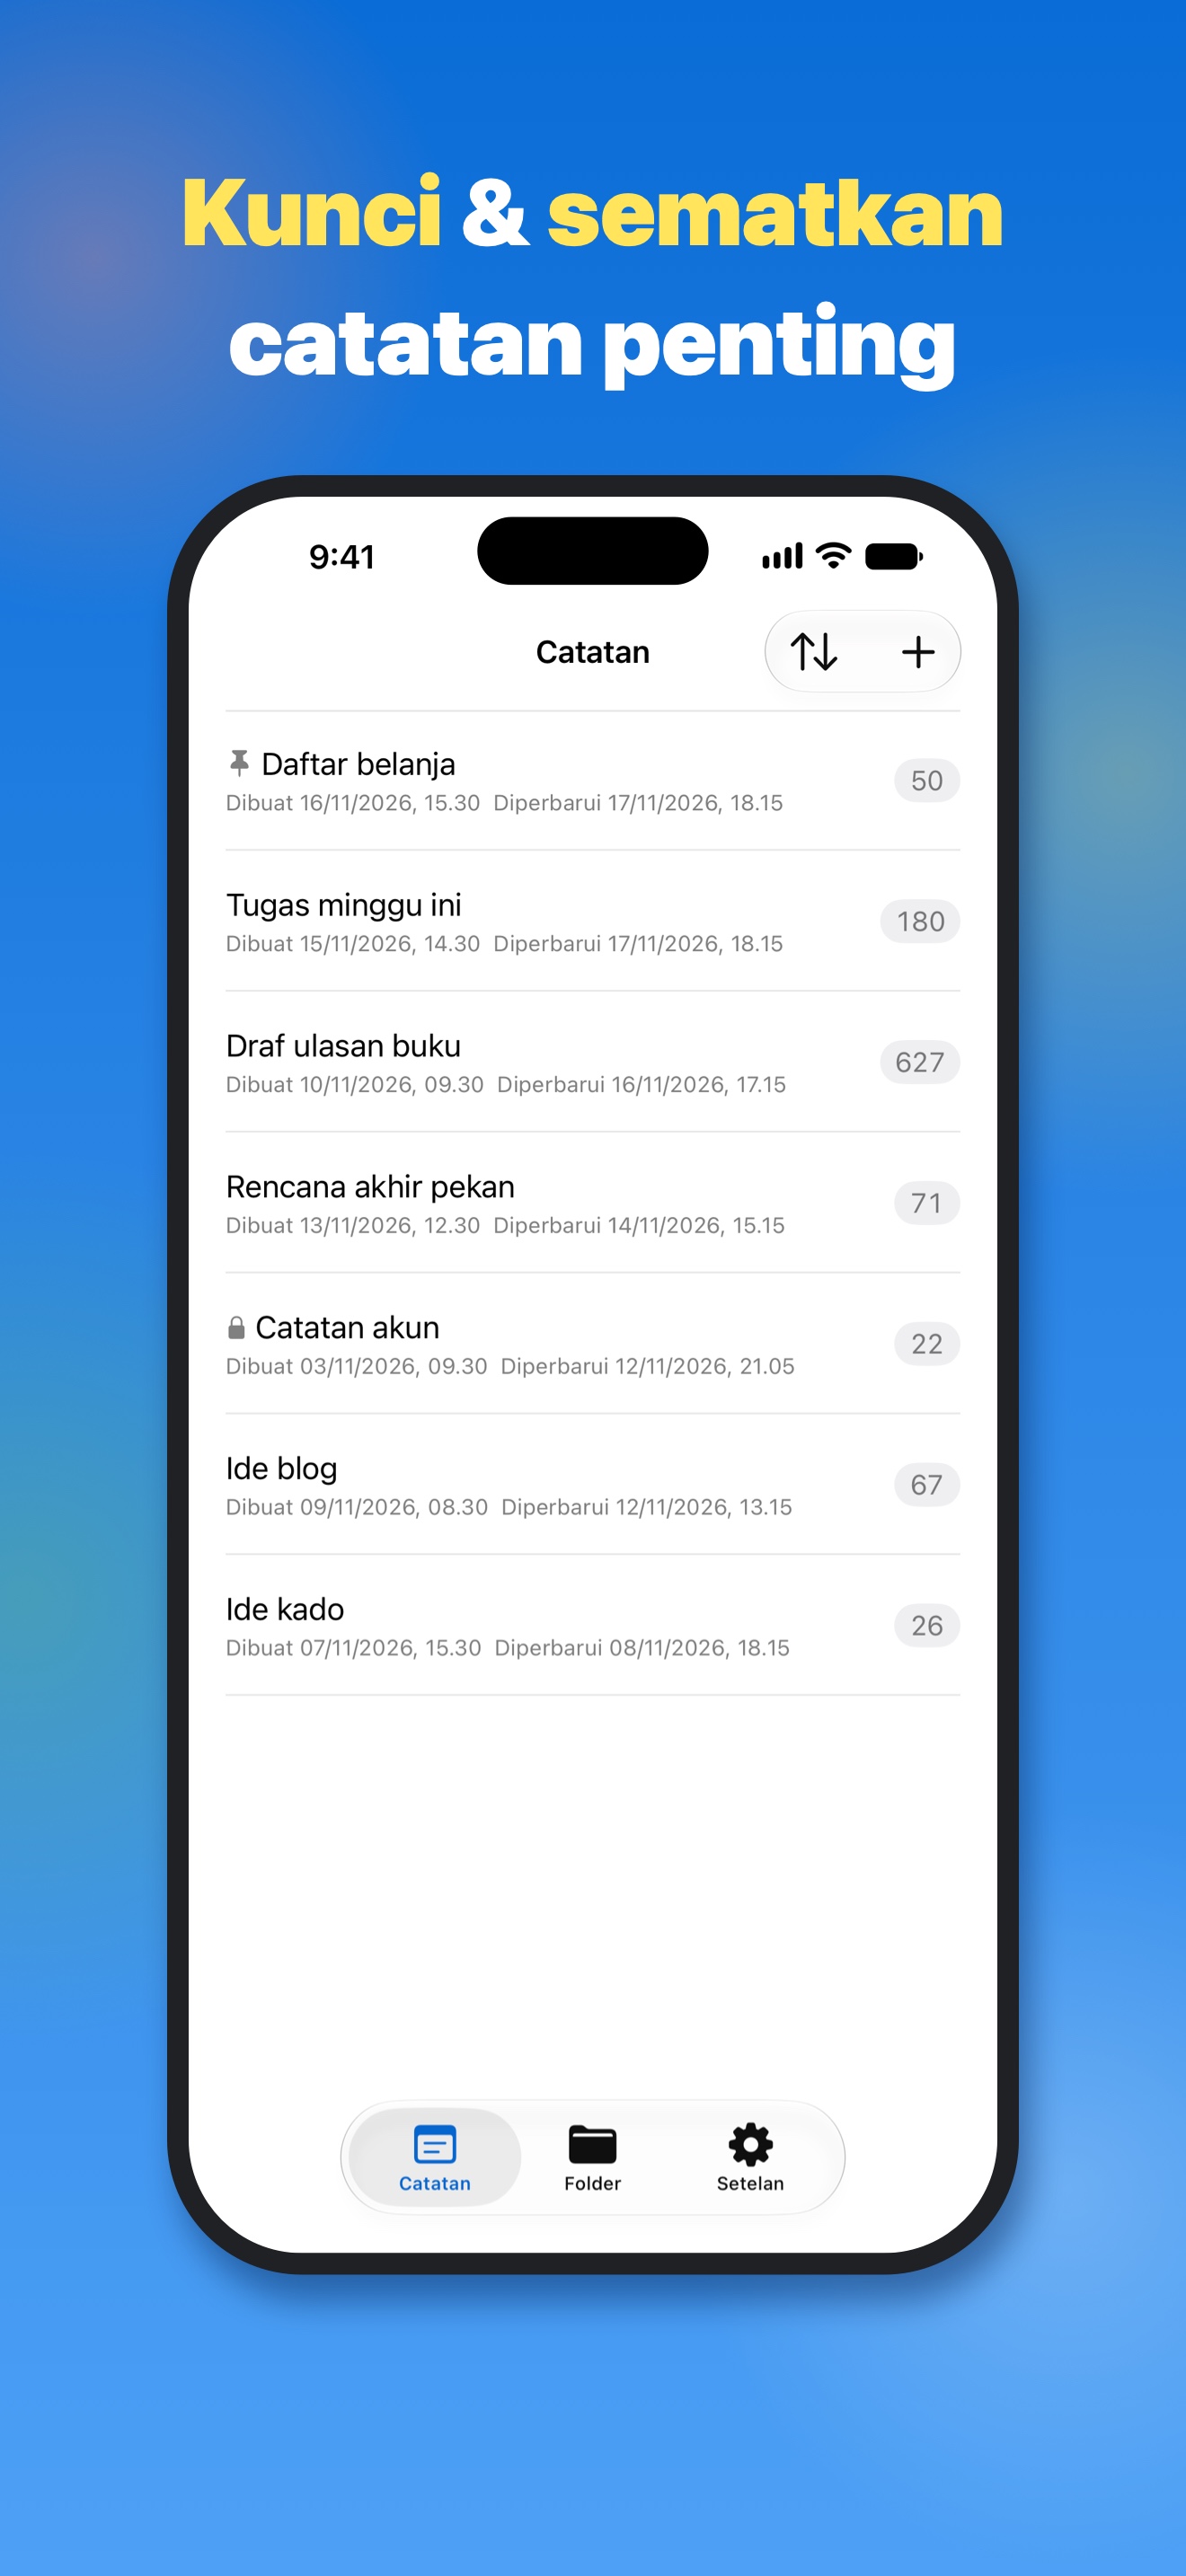 Kunci & sematkan
catatan penting
9:41
Catatan
Daftar belanja
Dibuat 16/11/2026, 15.30 Diperbarui 17/11/2026, 18.15
50
Tugas minggu ini
Dibuat 15/11/2026, 14.30 Diperbarui 17/11/2026, 18.15
180
Draf ulasan buku
Dibuat 10/11/2026, 09.30 Diperbarui 16/11/2026, 17.15
627
Rencana akhir pekan
Dibuat 13/11/2026, 12.30 Diperbarui 14/11/2026, 15.15
71
Catatan akun
Dibuat 03/11/2026, 09.30 Diperbarui 12/11/2026, 21.05
22
Ide blog
Dibuat 09/11/2026, 08.30 Diperbarui 12/11/2026, 13.15
67
Ide kado
Dibuat 07/11/2026, 15.30 Diperbarui 08/11/2026, 18.15
26
Catatan Folder Setelan